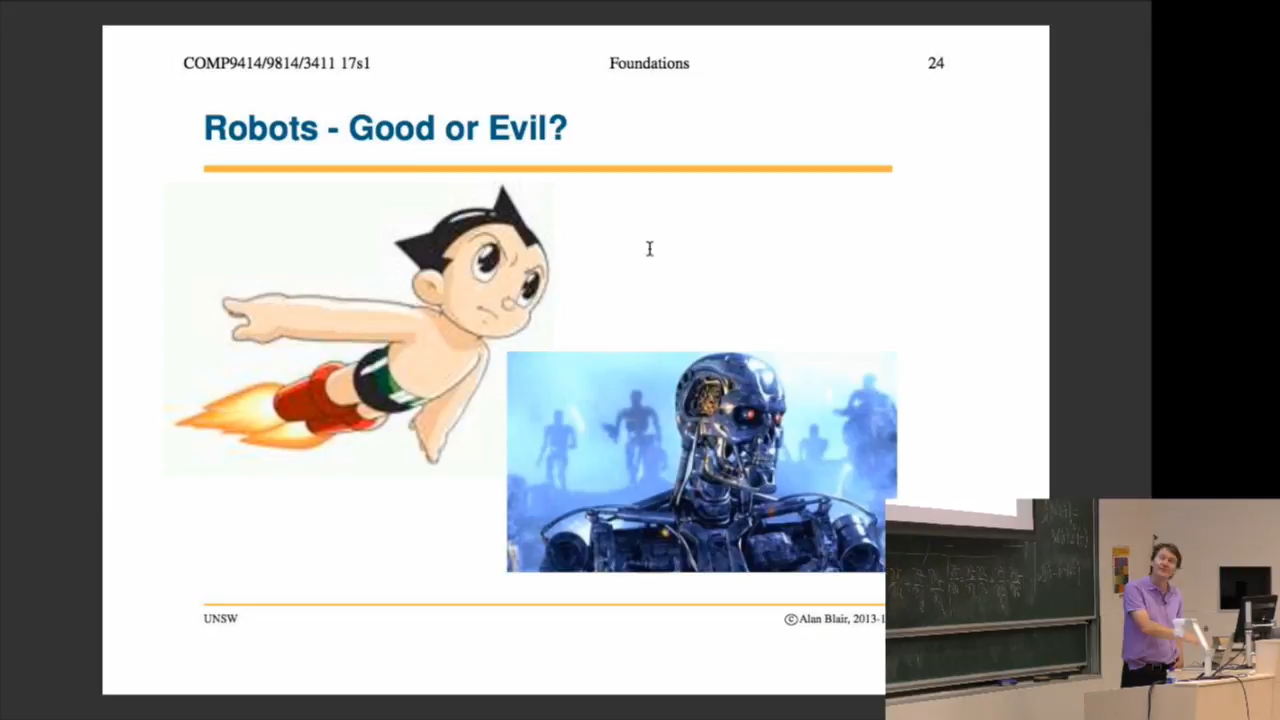 COMP9414/9814/3411 17s1 Foundations 24
Robots - Good or Evil?
UNSW ©Alan Blair, 2013-1